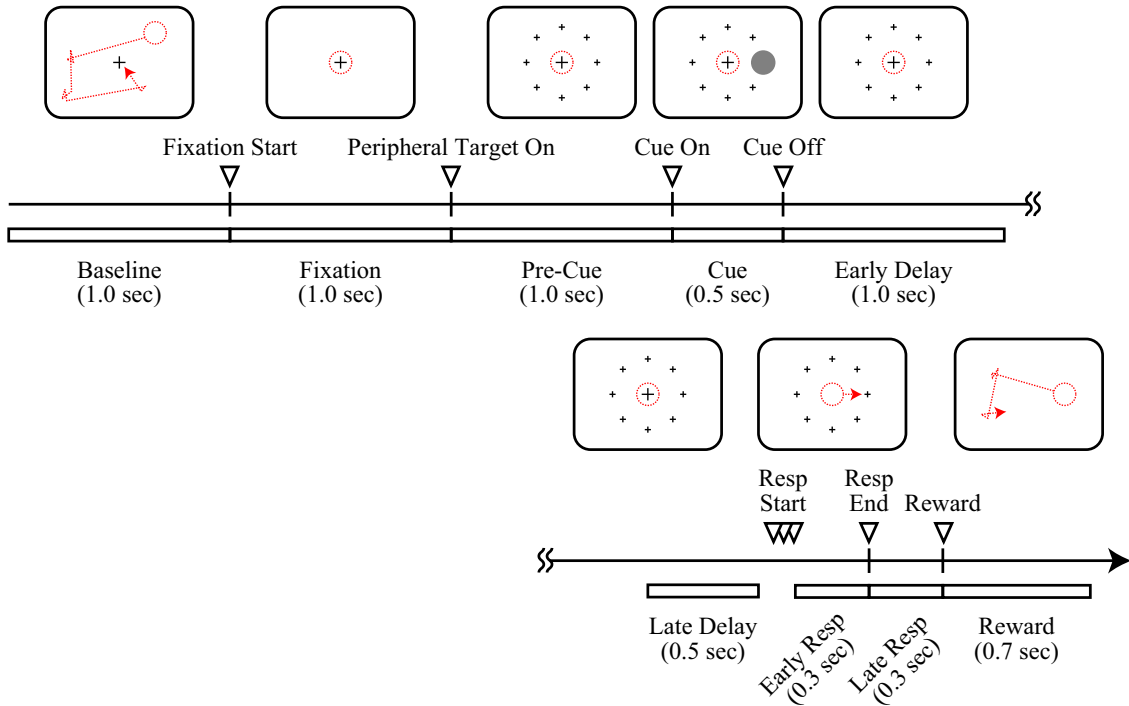 Fixation Start
Peripheral Target On
Cue On
Cue Off
Baseline
(1.0 sec)
Fixation
(1.0 sec)
Pre-Cue
(1.0 sec)
Cue
(0.5 sec)
Early Delay
(1.0 sec)
Resp
Start
Resp
End
Reward
Late Delay
(0.5 sec)
Early Resp
(0.3 sec)
Late Resp
(0.3 sec)
Reward
(0.7 sec)